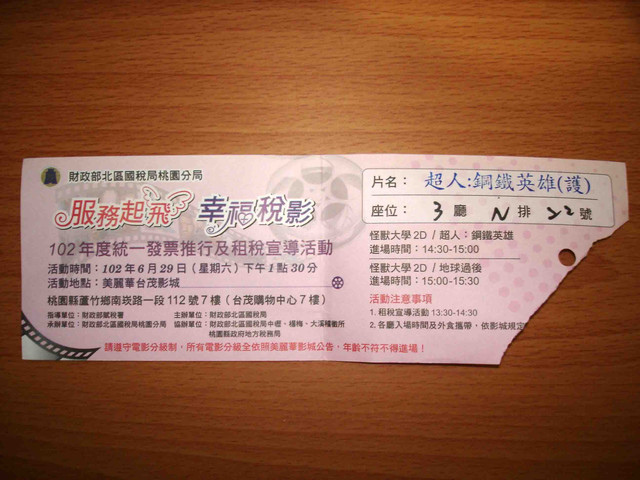 財政部北區國稅局桃園分局
服務起飛 幸福稅影
102年度統一發票推行及租稅宣導活動
活動時間：102年6月29日（星期六）下午1點30分
活動地點：美麗華台茂影城
桃園縣蘆竹鄉南崁路一段112號7樓（台茂購物中心7樓）
指導單位：財政部賦稅署 主辦單位：財政部北區國稅局
承辦單位：財政部北區國稅局桃園分局 協辦單位：財政部北區國稅局中壢、楊梅、大溪稽徵所
桃園縣政府地方稅務局
請遵守電影分級制，所有電影分級全依照美麗華影城公告，年齡不符不得進場！
片名：超人:鋼鐵英雄(護)
座位：3 廳 N 排 22 號
怪獸大學 2D / 超人：鋼鐵英雄
進場時間：14:30-15:00
怪獸大學 2D / 地球過後
進場時間：15:00-15:30
活動注意事項
1.租稅宣導活動 13:30-14:30
2.各廳入場時間及外食攜帶，依影城規定